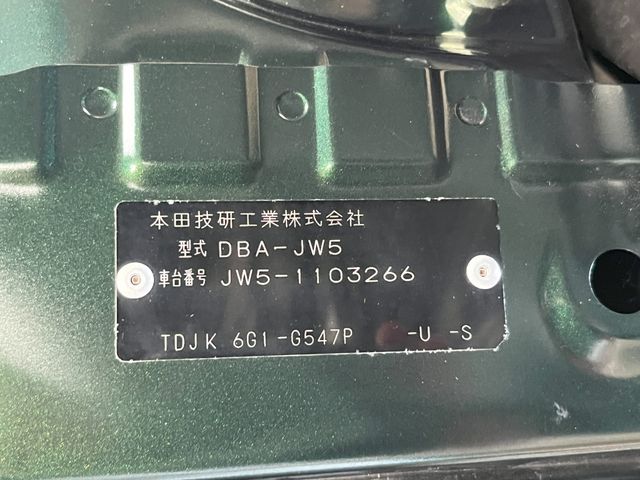 本田技研工業株式会社
型式 DBA-JW5
車台番号 JW5-1103266
TDJK 6G1-G547P -U -S